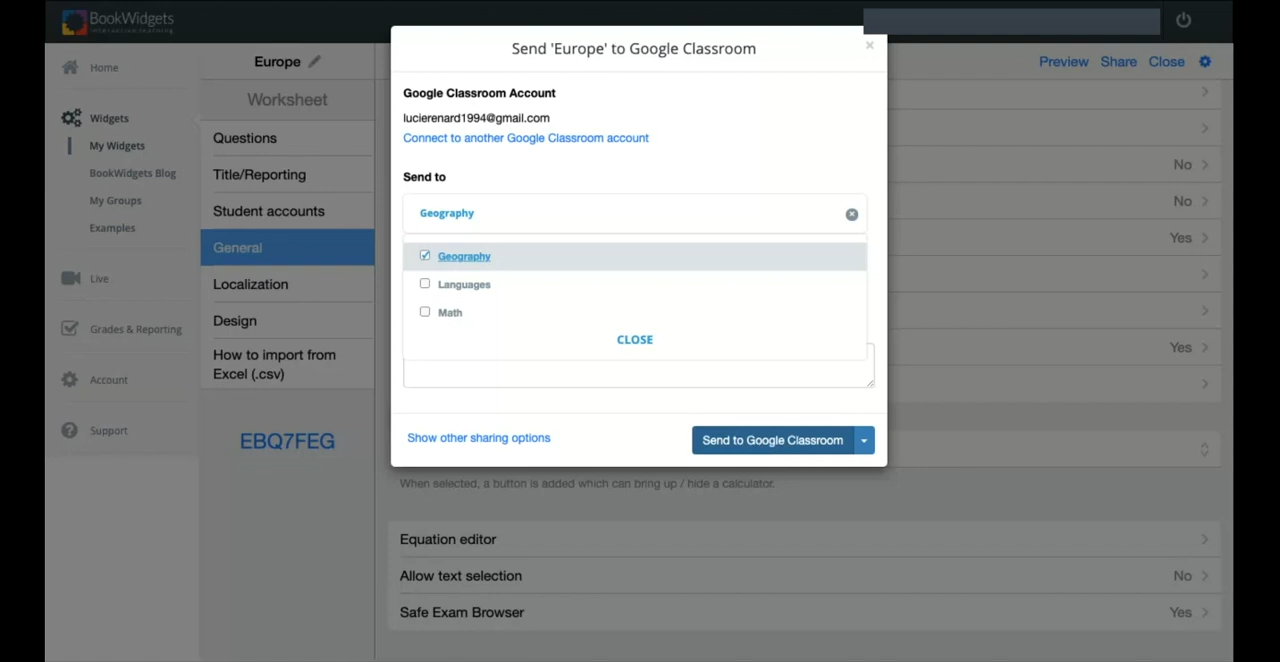 BookWidgets
interactive learning
Home
Widgets
My Widgets
BookWidgets Blog
My Groups
Examples
Live
Grades & Reporting
Account
Support
Europe
Worksheet
Questions
Title/Reporting
Student accounts
General
Localization
Design
How to import from
Excel (.csv)
EBQ7FEG
Preview Share Close
Send 'Europe' to Google Classroom
×
Google Classroom Account
lucierenard1994@gmail.com
Connect to another Google Classroom account
Send to
Geography
Geography
Languages
Math
CLOSE
Show other sharing options
Send to Google Classroom
No
No
Yes
Yes
When selected, a button is added which can bring up / hide a calculator.
Equation editor
Allow text selection No
Safe Exam Browser Yes